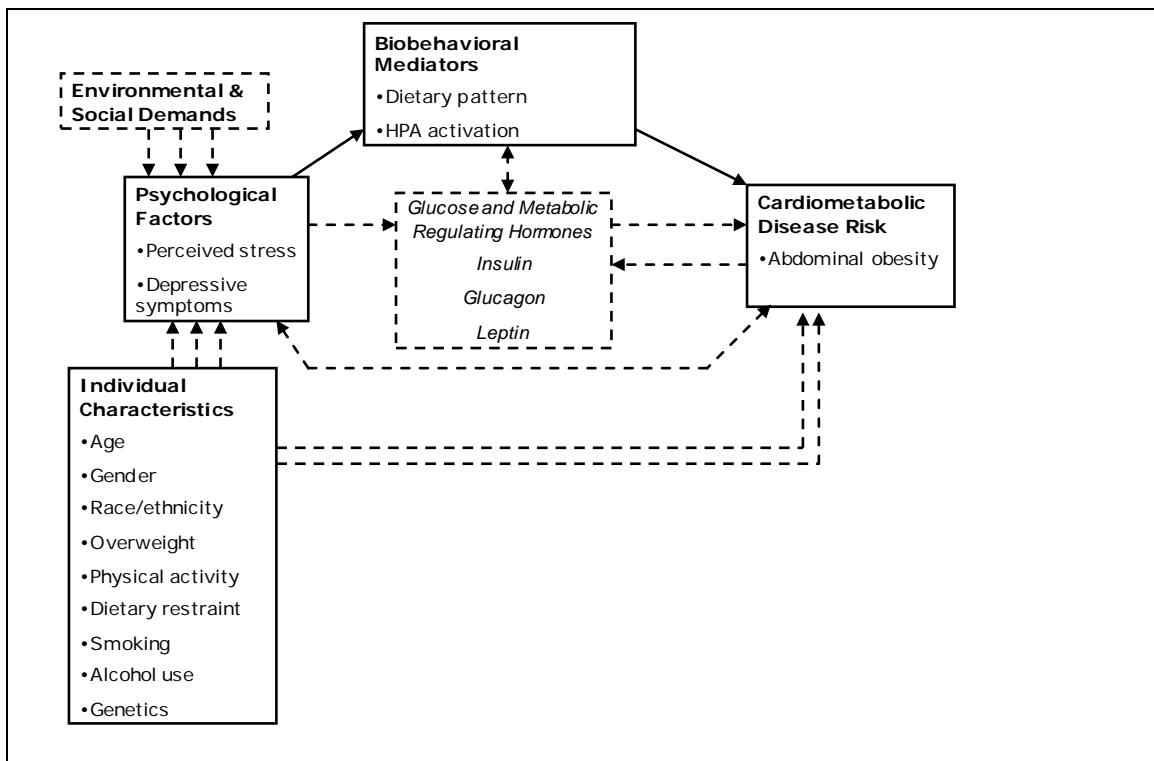 Biobehavioral
Mediators
•Dietary pattern
•HPA activation
Environmental &
Social Demands
Psychological
Factors
•Perceived stress
•Depressive
symptoms
Glucose and Metabolic
Regulating Hormones
Insulin
Glucagon
Leptin
Cardiometabolic
Disease Risk
•Abdominal obesity
Individual
Characteristics
•Age
•Gender
•Race/ethnicity
•Overweight
•Physical activity
•Dietary restraint
•Smoking
•Alcohol use
•Genetics